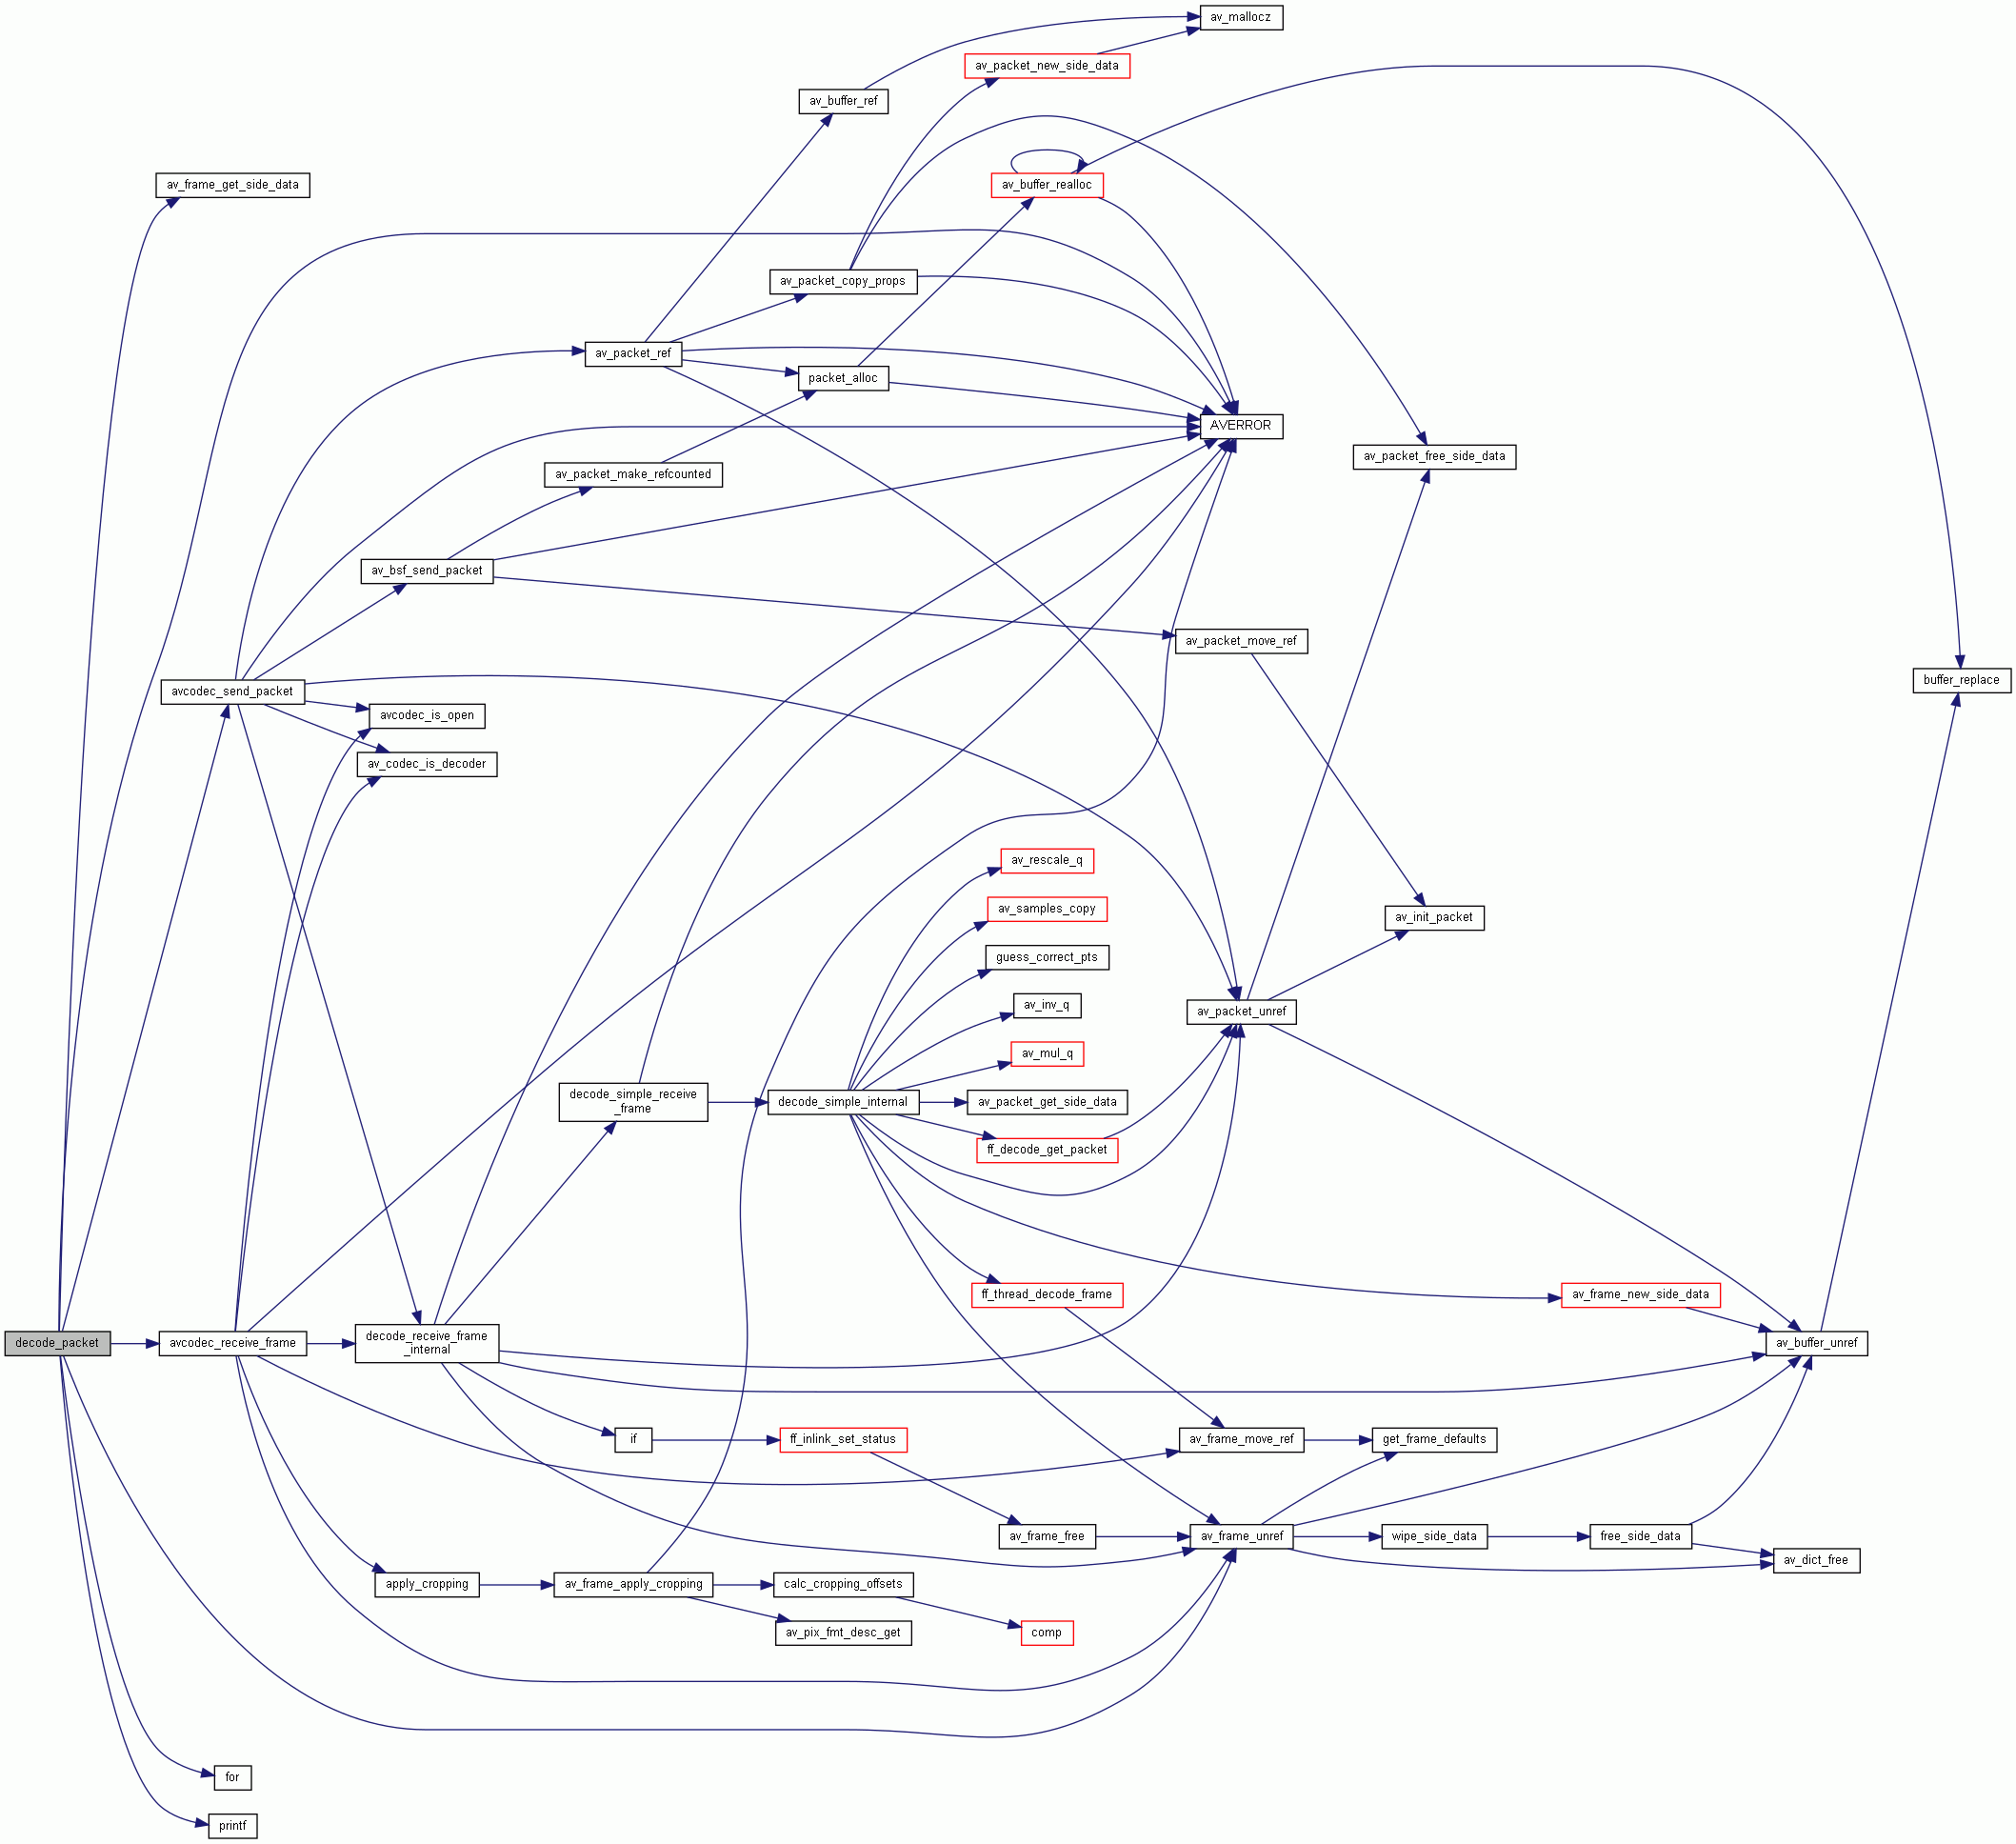 av_mallocz
av_packet_new_side_data
av_buffer_ref
av_frame_get_side_data
av_buffer_realloc
av_packet_copy_props
av_packet_ref
packet_alloc
AVERROR
av_packet_free_side_data
av_packet_make_refcounted
av_bsf_send_packet
av_packet_move_ref
buffer_replace
avcodec_send_packet
avcodec_is_open
av_codec_is_decoder
av_rescale_q
av_samples_copy
av_init_packet
guess_correct_pts
av_inv_q
av_packet_unref
av_mul_q
decode_simple_receive
_frame
decode_simple_internal
av_packet_get_side_data
ff_decode_get_packet
ff_thread_decode_frame
av_frame_new_side_data
decode_packet
avcodec_receive_frame
decode_receive_frame
_internal
av_buffer_unref
if
ff_inlink_set_status
av_frame_move_ref
get_frame_defaults
av_frame_free
av_frame_unref
wipe_side_data
free_side_data
av_dict_free
apply_cropping
av_frame_apply_cropping
calc_cropping_offsets
av_pix_fmt_desc_get
comp
for
printf